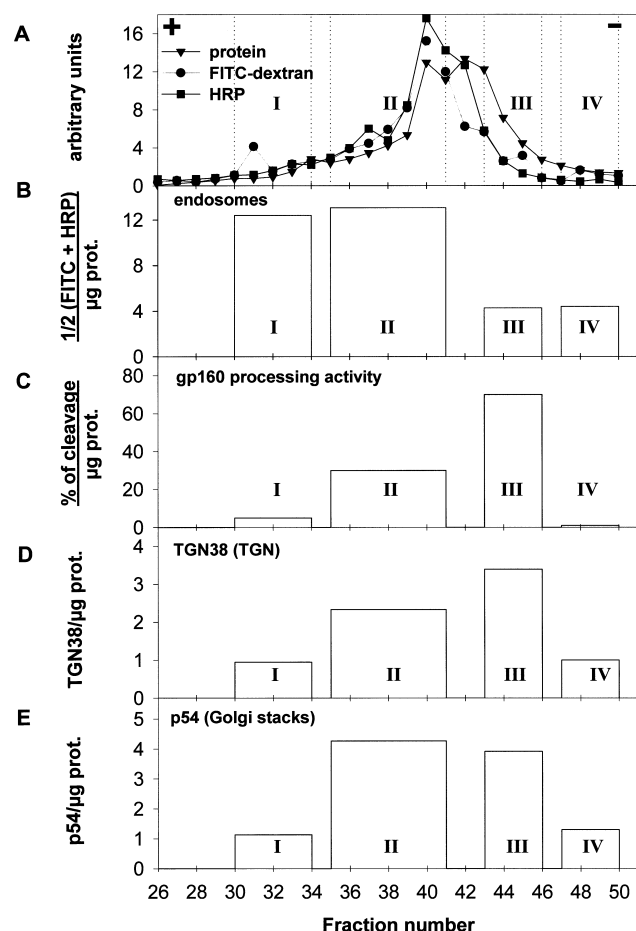 A
+
−
arbitrary units
16
12
8
4
0
protein
FITC-dextran
HRP
I
II
III
IV
B
endosomes
1/2 (FITC + HRP)
µg prot.
12
8
4
0
I
II
III
IV
C
gp160 processing activity
% of cleavage
µg prot.
80
60
40
20
0
I
II
III
IV
D
TGN38 (TGN)
TGN38/µg prot.
4
3
2
1
0
I
II
III
IV
E
p54 (Golgi stacks)
p54/µg prot.
5
4
3
2
1
0
I
II
III
IV
26 28 30 32 34 36 38 40 42 44 46 48 50
Fraction number